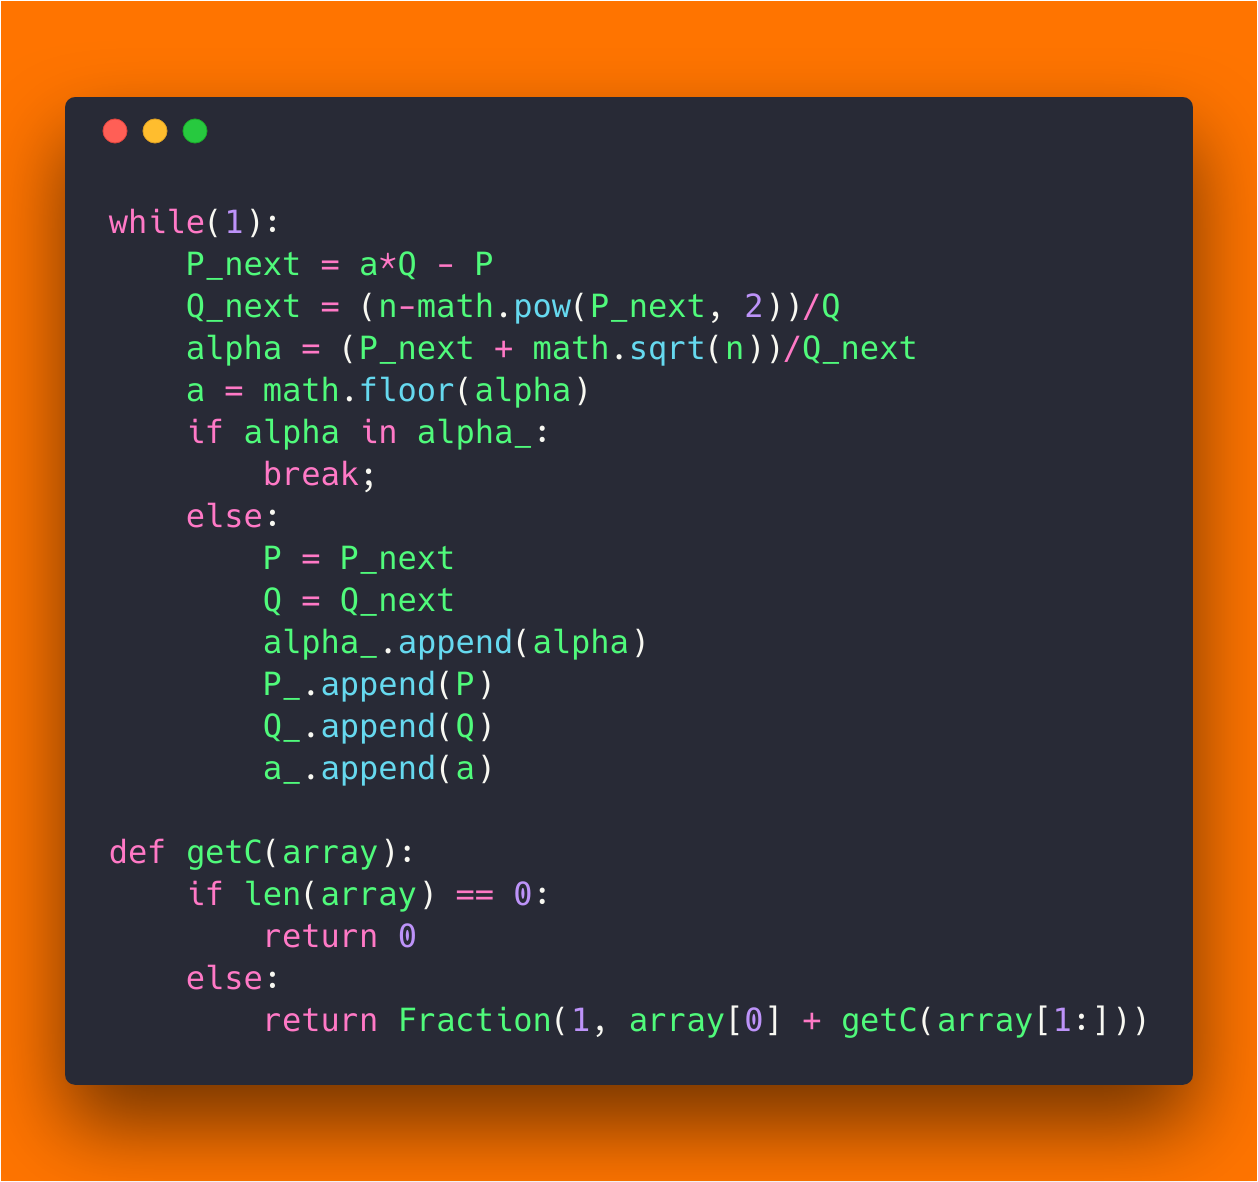 while(1):
    P_next = a*Q - P
    Q_next = (n-math.pow(P_next, 2))/Q
    alpha = (P_next + math.sqrt(n))/Q_next
    a = math.floor(alpha)
    if alpha in alpha_:
        break;
    else:
        P = P_next
        Q = Q_next
        alpha_.append(alpha)
        P_.append(P)
        Q_.append(Q)
        a_.append(a)

def getC(array):
    if len(array) == 0:
        return 0
    else:
        return Fraction(1, array[0] + getC(array[1:]))